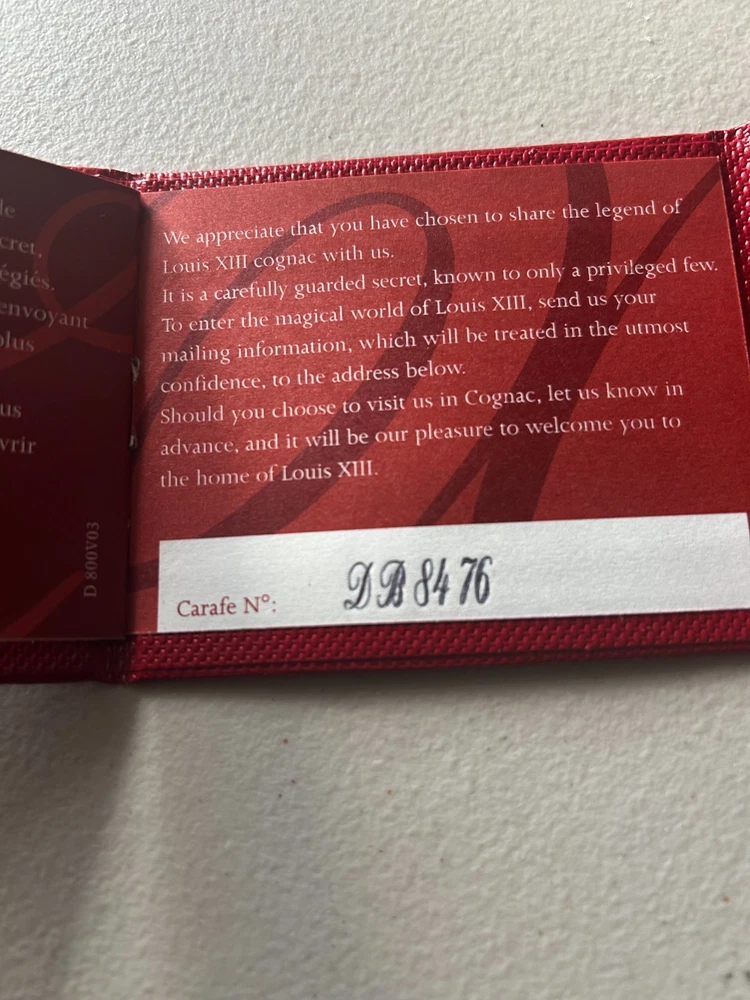 envoyant
We appreciate that you have chosen to share the legend of
Louis XIII cognac with us.
It is a carefully guarded secret, known to only a privileged few.
To enter the magical world of Louis XIII, send us your
mailing information, which will be treated in the utmost
confidence, to the address below.
Should you choose to visit us in Cognac, let us know in
advance, and it will be our pleasure to welcome you to
the home of Louis XIII.
D 800V03
Carafe N°: DB 8476